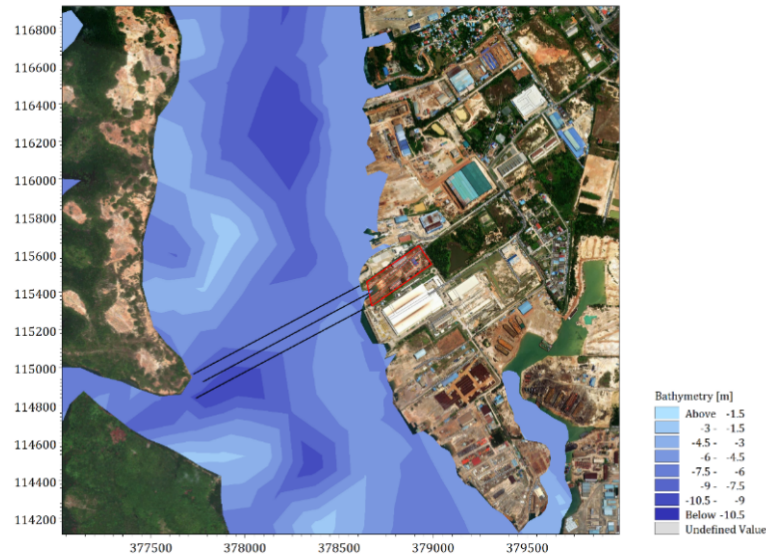 116800
116600
116400
116200
116000
115800
115600
115400
115200
115000
114800
114600
114400
114200
377500 378000 378500 379000 379500
Bathymetry [m]
Above -1.5
-3 - -1.5
-4.5 - -3
-6 - -4.5
-7.5 - -6
-9 - -7.5
-10.5 - -9
Below -10.5
Undefined Value